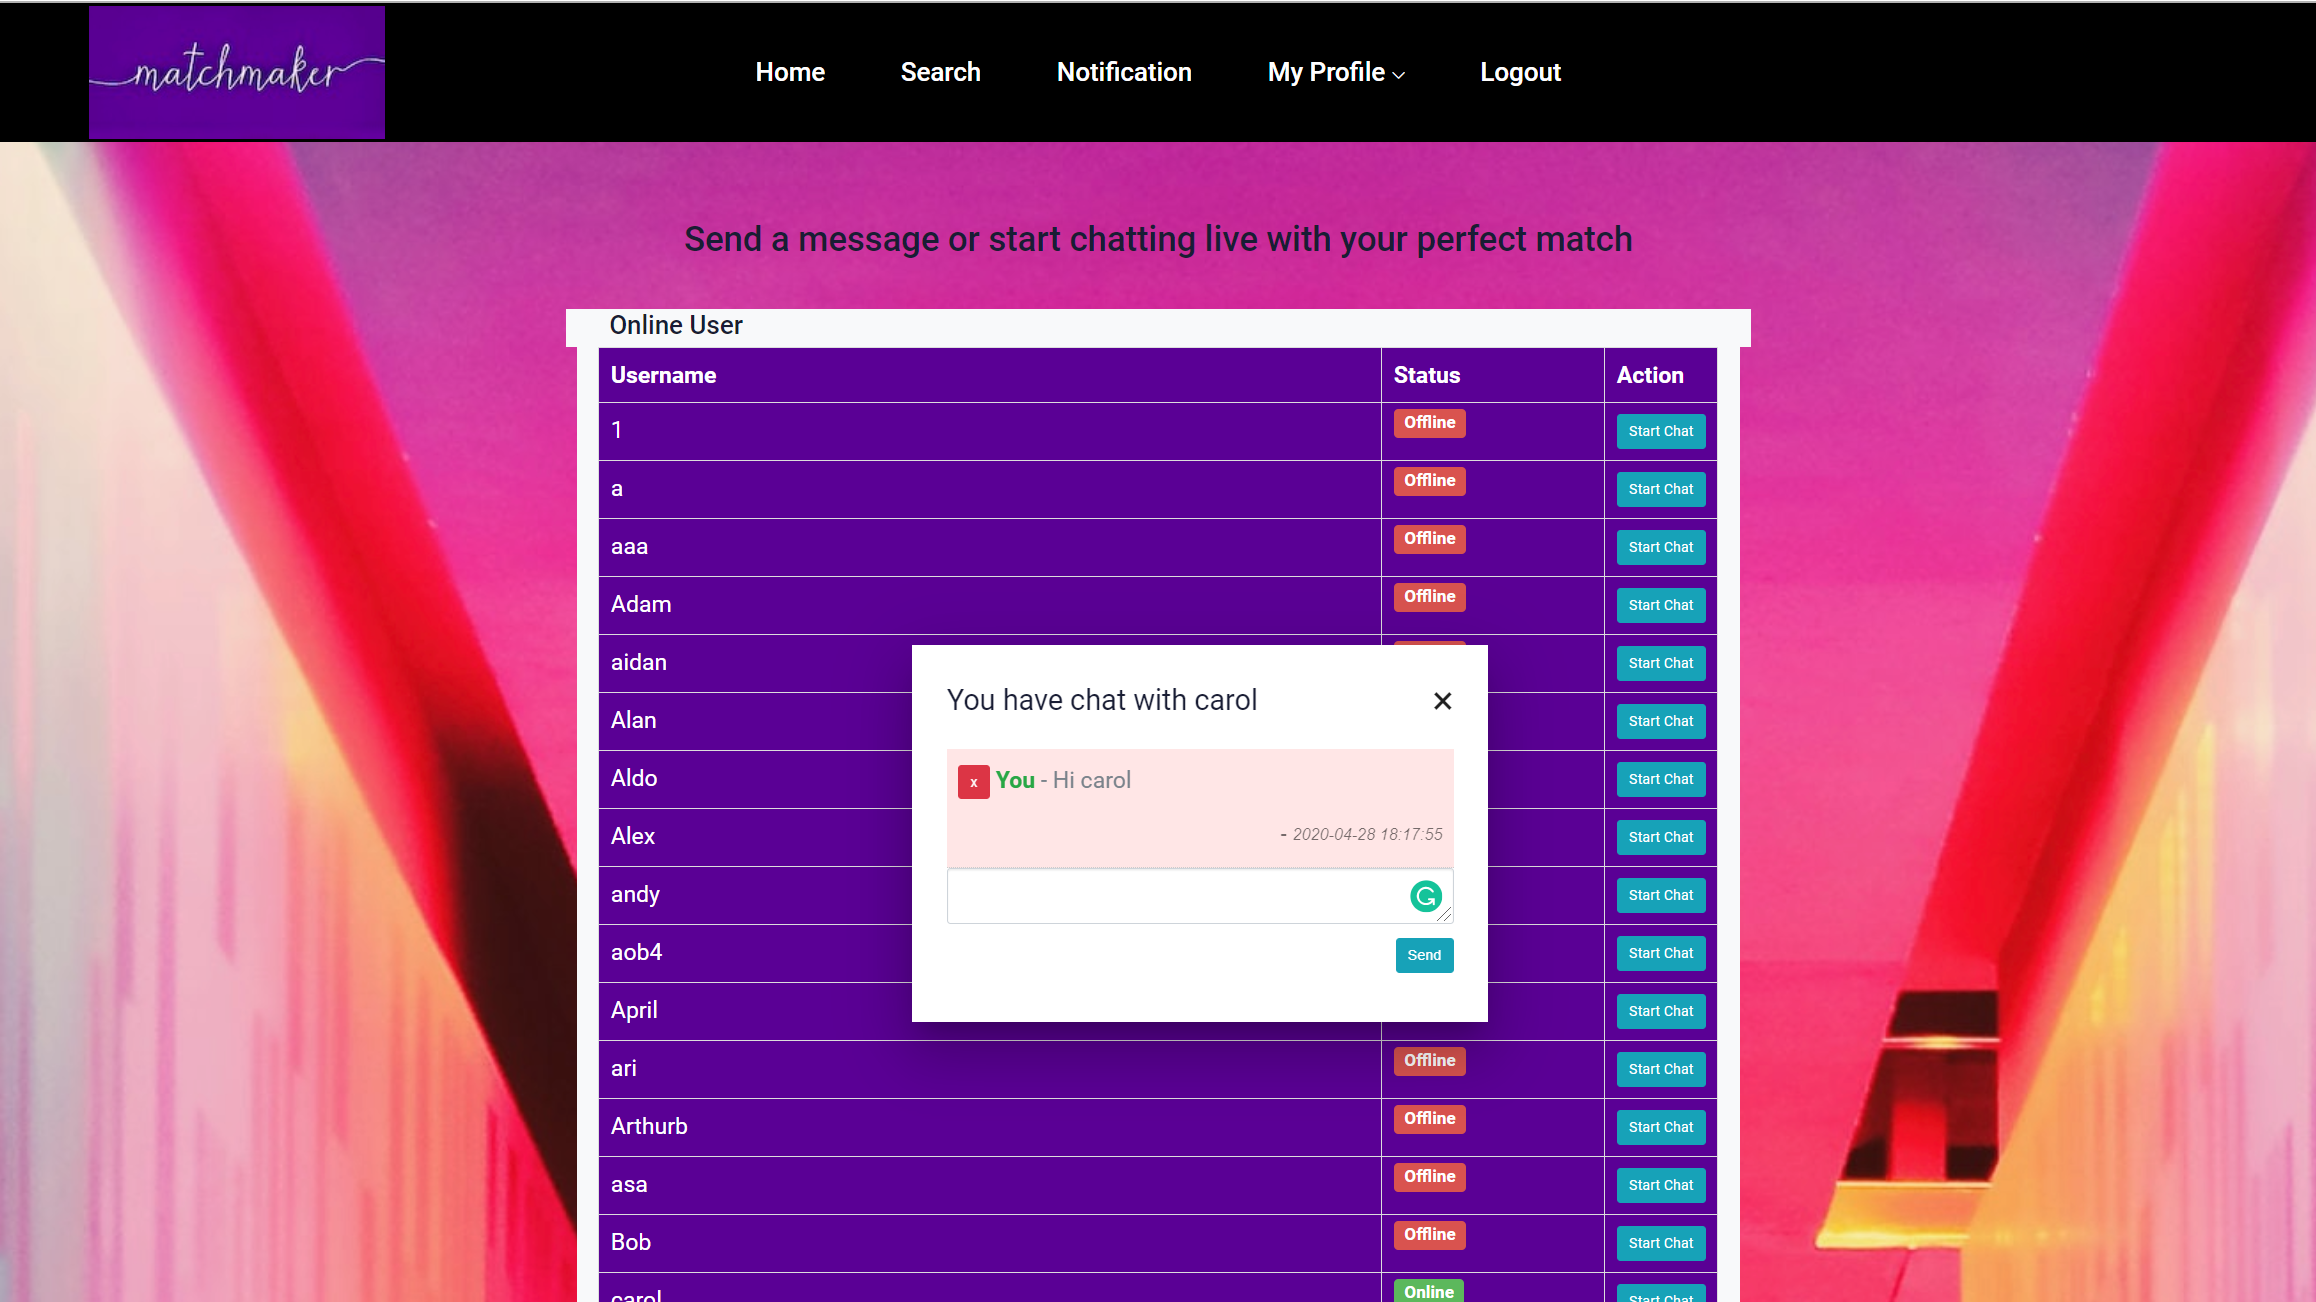 matchmaker
Home Search Notification My Profile Logout
Send a message or start chatting live with your perfect match
Online User
Username Status Action
1 Offline Start Chat
a Offline Start Chat
aaa Offline Start Chat
Adam Offline Start Chat
aidan Start Chat
You have chat with carol ×
Alan Start Chat
Aldo Start Chat
x You - Hi carol
Alex Start Chat
- 2020-04-28 18:17:55
andy Start Chat
aob4 Start Chat
Send
April Start Chat
ari Offline Start Chat
Arthurb Offline Start Chat
asa Offline Start Chat
Bob Offline Start Chat
carol Online Start Chat